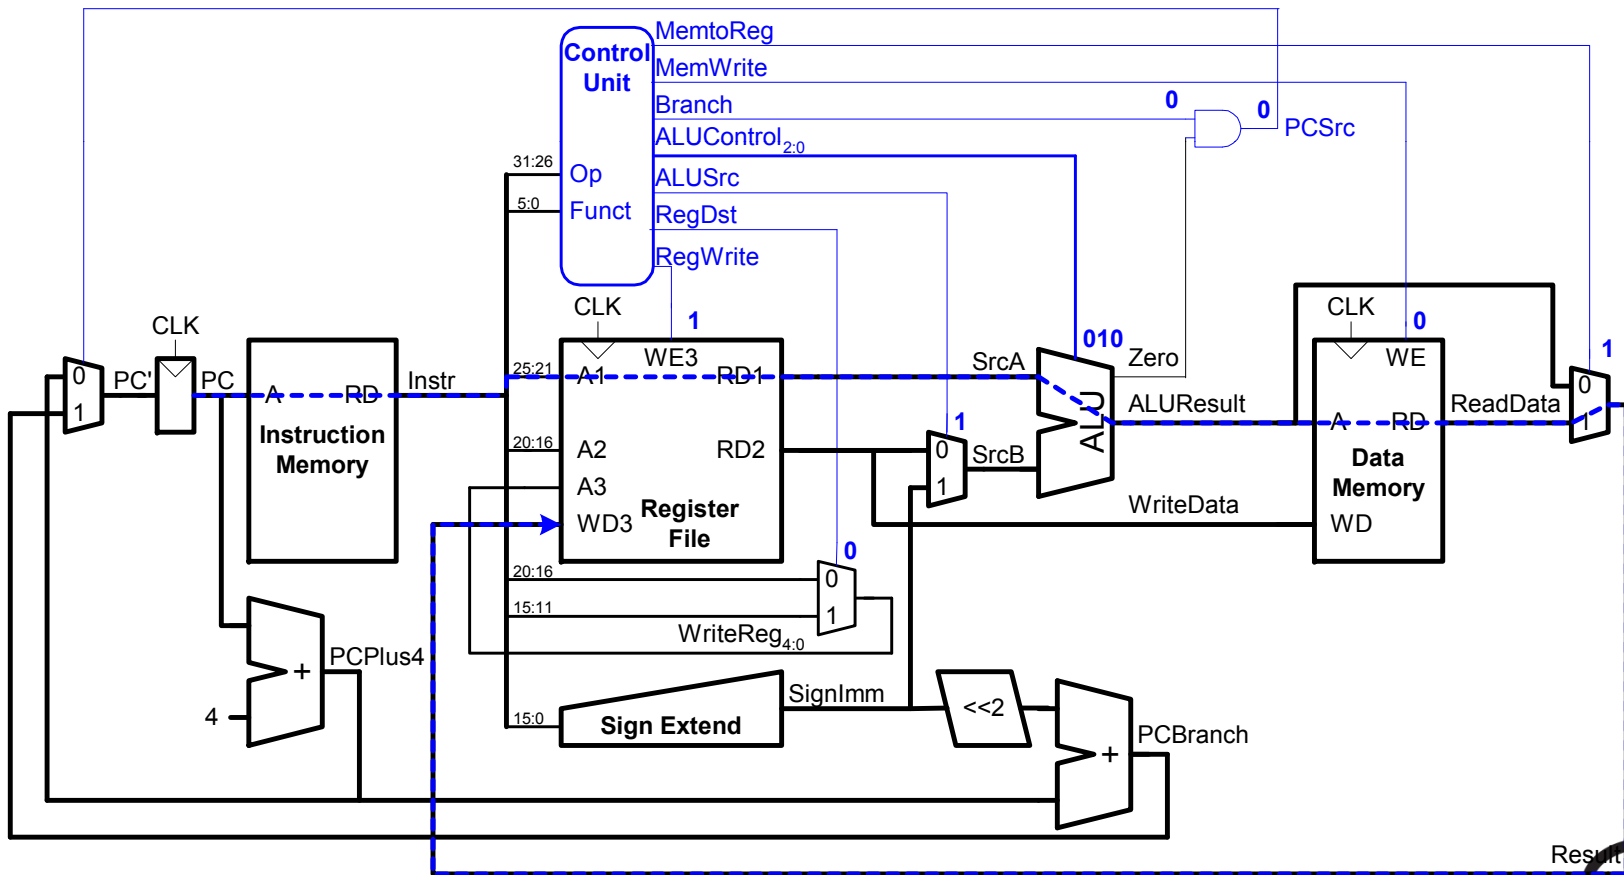 MemtoReg
Control
Unit
MemWrite
Branch
0
0
PCSrc
ALUControl2:0
31:26
Op
ALUSrc
5:0
Funct
RegDst
RegWrite
CLK
CLK
1
CLK
010
0
1
WE3
Zero
WE
0
1
PC'
PC
A
RD
Instr
25:21
A1
RD1
SrcA
ALU
ALUResult
A
RD
ReadData
0
1
Instruction
Memory
20:16
A2
RD2
1
0
1
SrcB
Data
Memory
A3
WD3
Register
File
WriteData
WD
0
20:16
0
15:11
1
WriteReg4:0
PCPlus4
+
4
SignImm
15:0
Sign Extend
<<2
PCBranch
+
Result